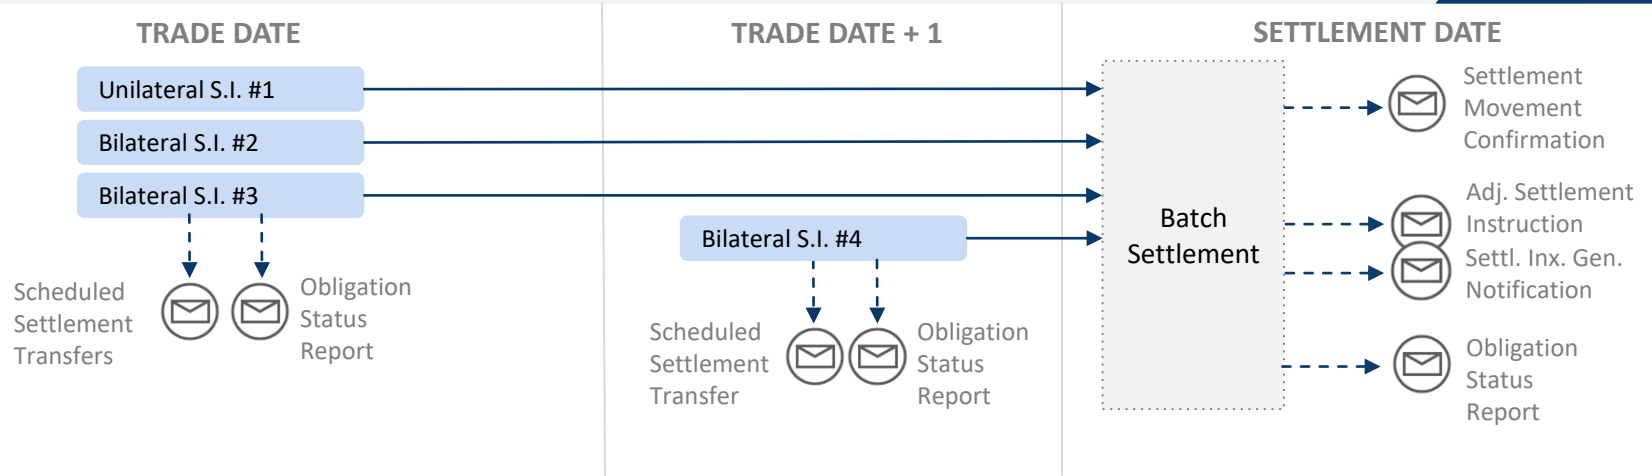 TRADE DATE
TRADE DATE + 1
SETTLEMENT DATE
Unilateral S.I. #1
Bilateral S.I. #2
Bilateral S.I. #3
Scheduled
Settlement
Transfers
Obligation
Status
Report
Bilateral S.I. #4
Scheduled
Settlement
Transfer
Obligation
Status
Report
Batch
Settlement
Settlement
Movement
Confirmation
Adj. Settlement
Instruction
Settl. Inx. Gen.
Notification
Obligation
Status
Report